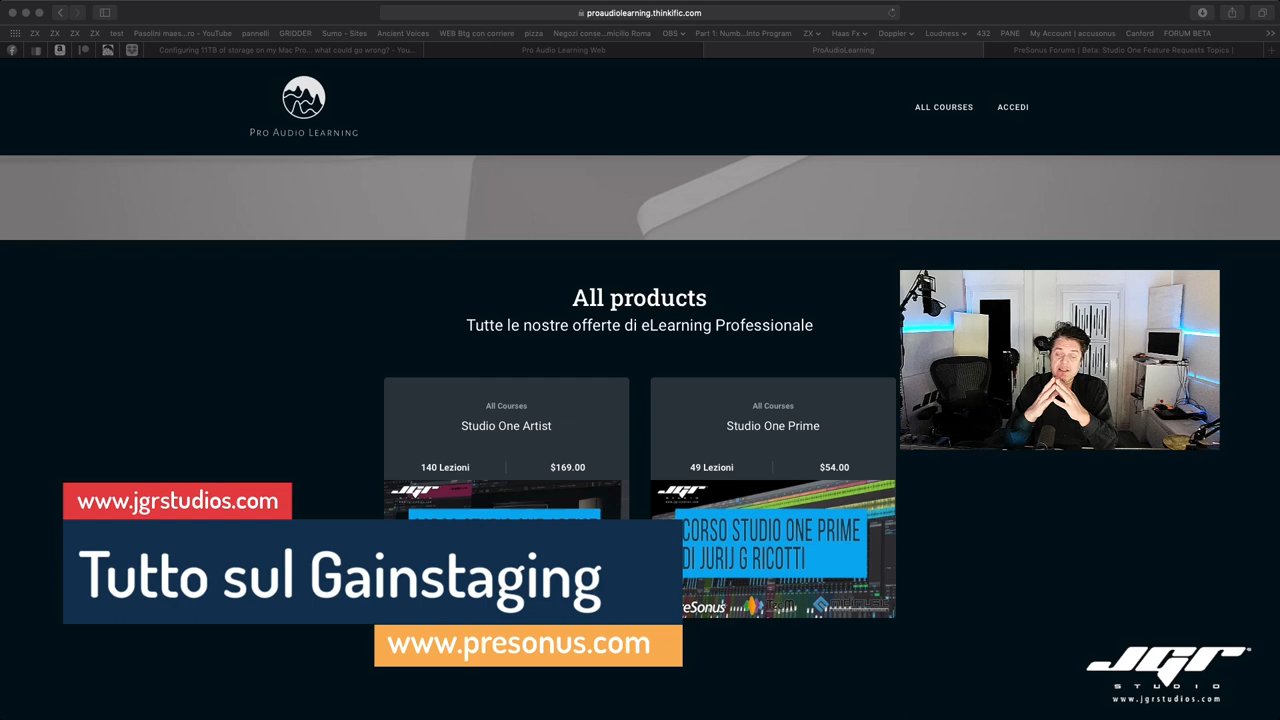 proaudiolearning.thinkific.com
ZX ZX ZX ZX test Pasolini maes...ro - YouTube pannelli GRIDDER Sumo - Sites Ancient Voices WEB Btg con corriere pizza Negozi conse...micilio Roma OBS Part 1: Numb...Into Program ZX Haas Fx Doppler Loudness 432 PANE My Account | accusonus Canford FORUM BETA
Configuring 11TB of storage on my Mac Pro... what could go wrong? - You... Pro Audio Learning Web ProAudioLearning PreSonus Forums | Beta: Studio One Feature Requests Topics |
ALL COURSES ACCEDI
PRO AUDIO LEARNING
All products
Tutte le nostre offerte di eLearning Professionale
All Courses
Studio One Artist
140 Lezioni $169.00
All Courses
Studio One Prime
49 Lezioni $54.00
JGR
JGR
CORSO STUDIO ONE PRIME
DI JURIJ G RICOTTI
www.jgrstudios.com
Tutto sul Gainstaging
www.presonus.com
JGR
STUDIO
www.jgrstudios.com